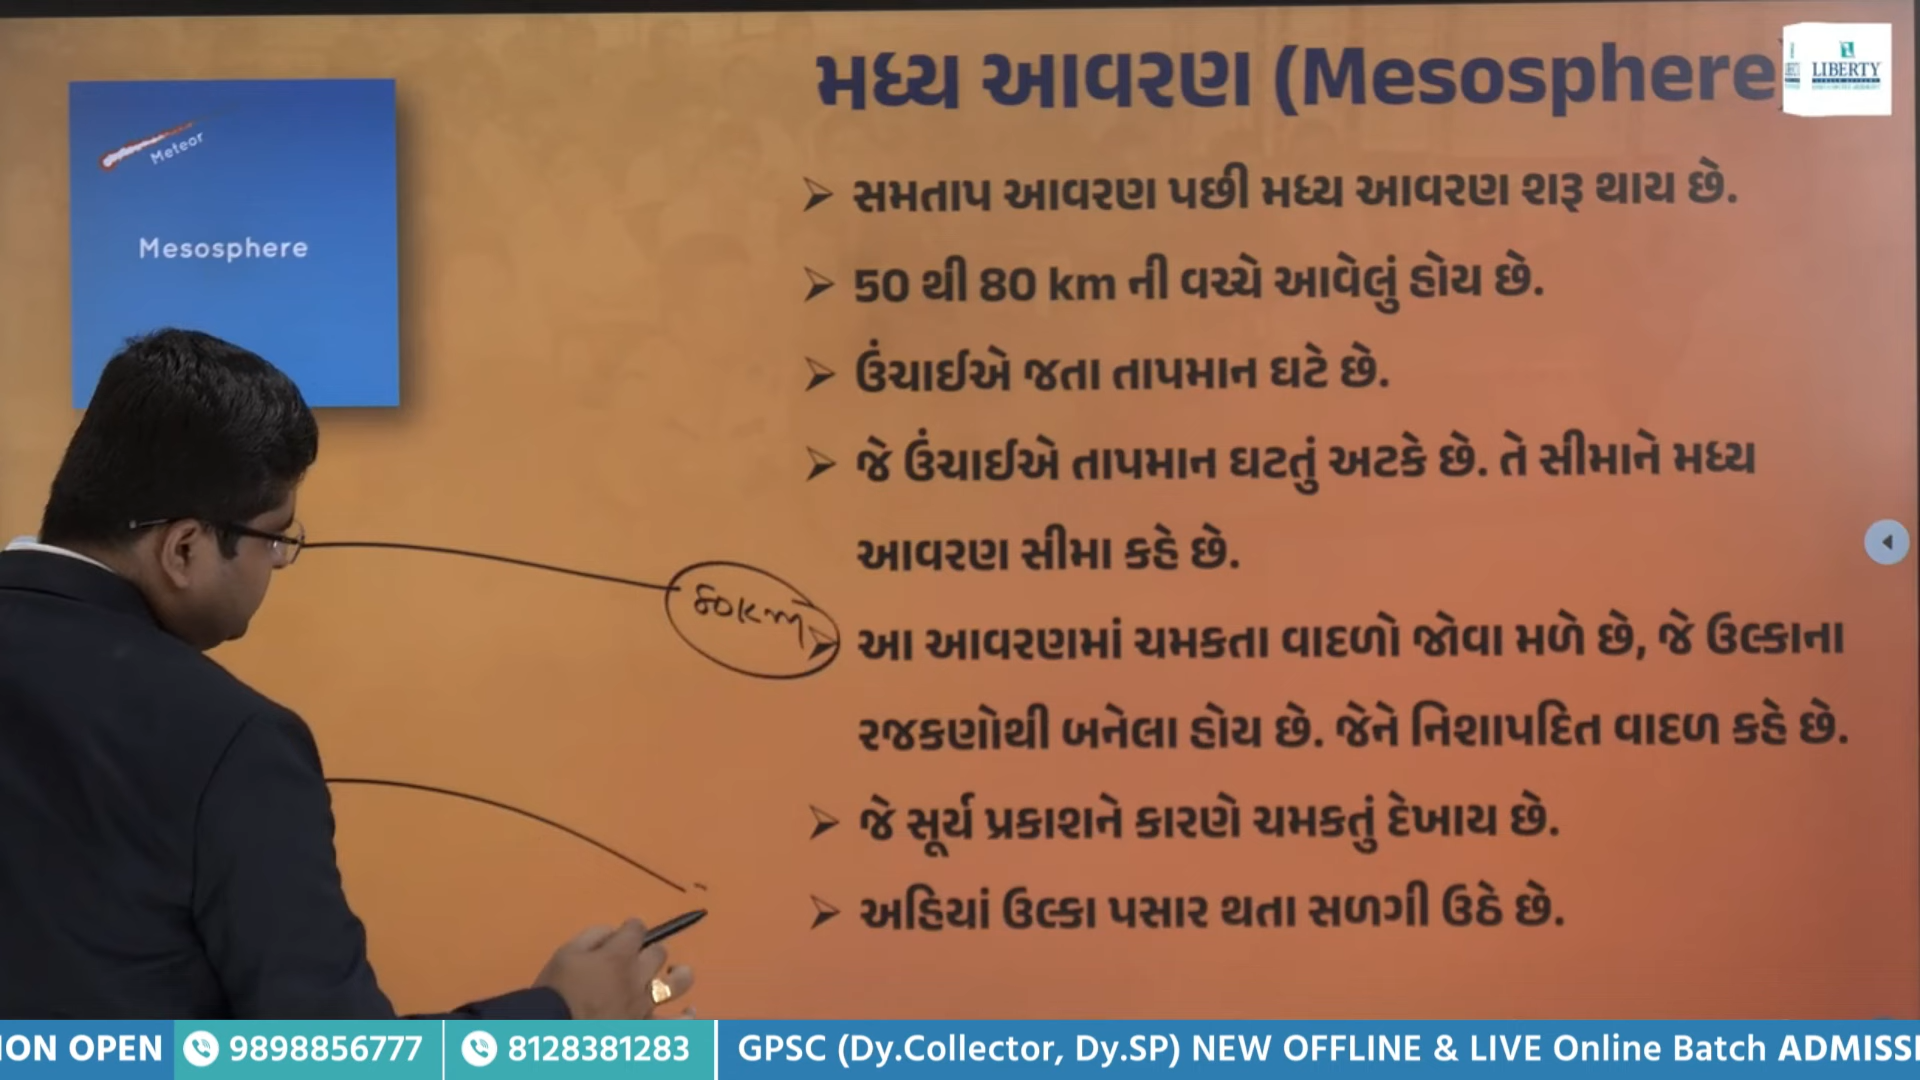 મધ્ય આવરણ (Mesosphere)
LIBERTY
Meteor
Mesosphere
➢ સમતાપ આવરણ પછી મધ્ય આવરણ શરૂ થાય છે.
➢ 50 થી 80 km ની વચ્ચે આવેલું હોય છે.
➢ ઉંચાઈએ જતા તાપમાન ઘટે છે.
➢ જે ઉંચાઈએ તાપમાન ઘટતું અટકે છે. તે સીમાને મધ્ય
આવરણ સીમા કહે છે.
80km
➢ આ આવરણમાં ચમકતા વાદળો જોવા મળે છે, જે ઉલ્કાના
રજકણોથી બનેલા હોય છે. જેને નિશાપદિત વાદળ કહે છે.
➢ જે સૂર્ય પ્રકાશને કારણે ચમકતું દેખાય છે.
➢ અહિયાં ઉલ્કા પસાર થતા સળગી ઉઠે છે.
ION OPEN 9898856777 8128381283 GPSC (Dy.Collector, Dy.SP) NEW OFFLINE & LIVE Online Batch ADMISS